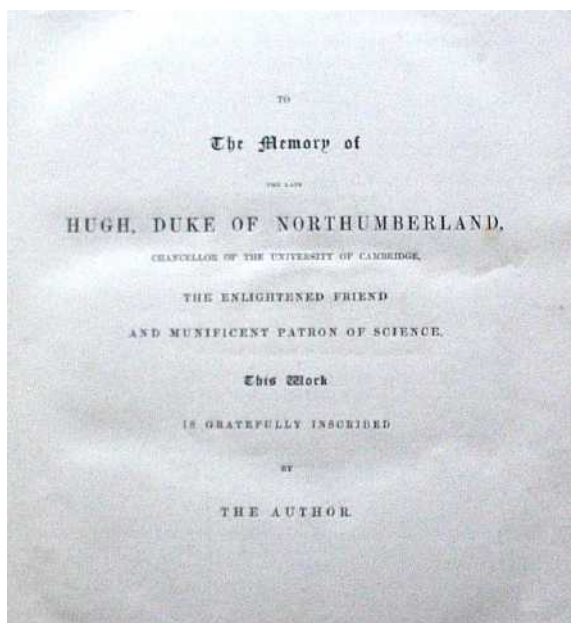 TO
The Memory of
THE LATE
HUGH, DUKE OF NORTHUMBERLAND,
CHANCELLOR OF THE UNIVERSITY OF CAMBRIDGE,
THE ENLIGHTENED FRIEND
AND MUNIFICENT PATRON OF SCIENCE,
This Work
IS GRATEFULLY INSCRIBED
BY
THE AUTHOR.